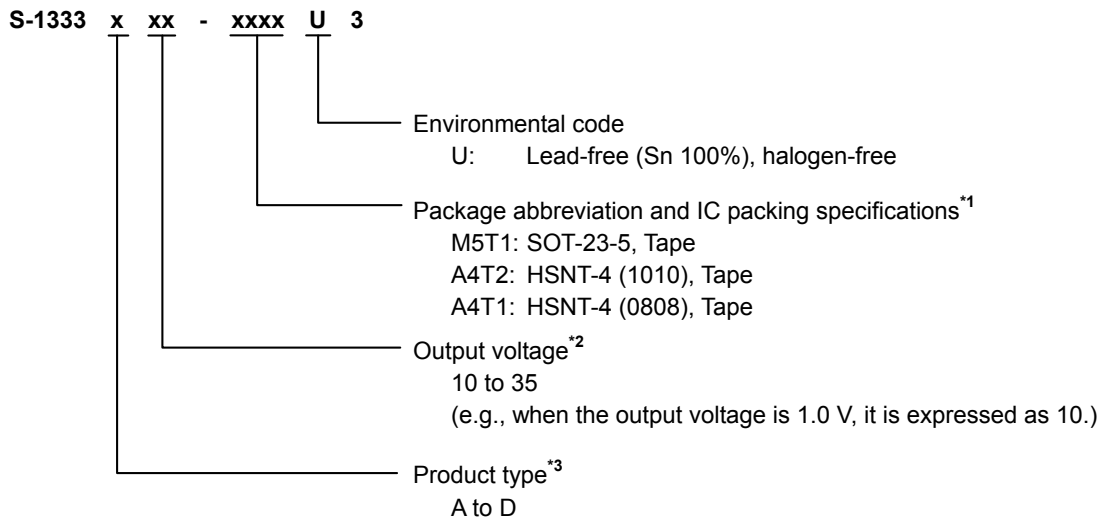 S-1333 x xx - xxxx U 3
Environmental code
U: Lead-free (Sn 100%), halogen-free
Package abbreviation and IC packing specifications*1
M5T1: SOT-23-5, Tape
A4T2: HSNT-4 (1010), Tape
A4T1: HSNT-4 (0808), Tape
Output voltage*2
10 to 35
(e.g., when the output voltage is 1.0 V, it is expressed as 10.)
Product type*3
A to D